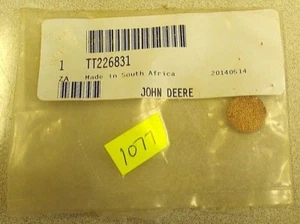 1 TT226831
ZA Made in South Africa 20140514
JOHN DEERE
1077